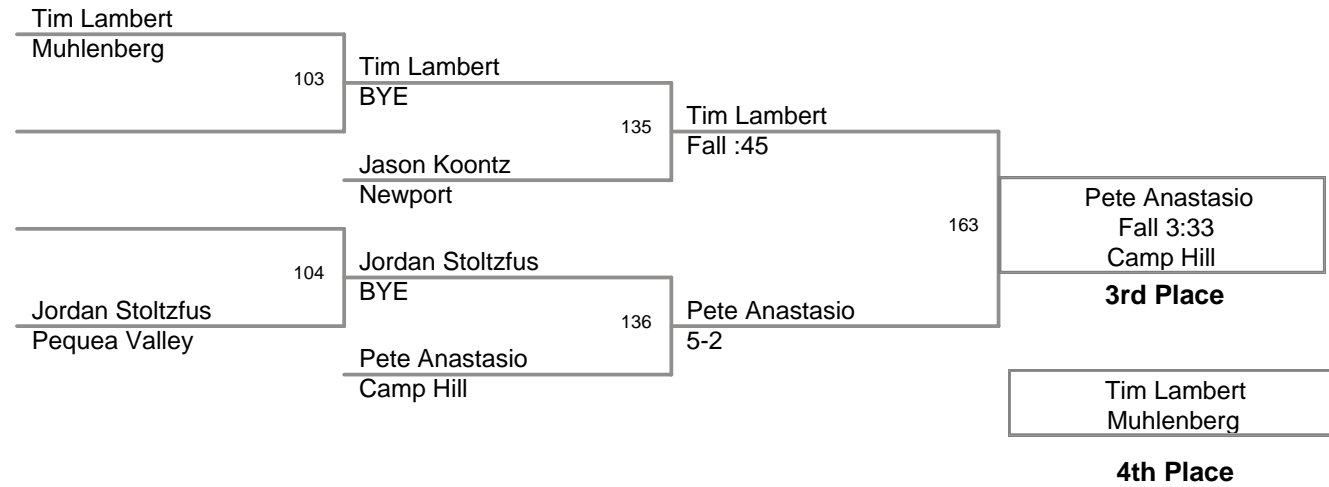 Tim Lambert
Muhlenberg
103
Tim Lambert
BYE
135
Tim Lambert
Fall :45
Jason Koontz
Newport
163
Pete Anastasio
Fall 3:33
Camp Hill
3rd Place
104
Jordan Stoltzfus
BYE
Jordan Stoltzfus
Pequea Valley
136
Pete Anastasio
5-2
Pete Anastasio
Camp Hill
Tim Lambert
Muhlenberg
4th Place